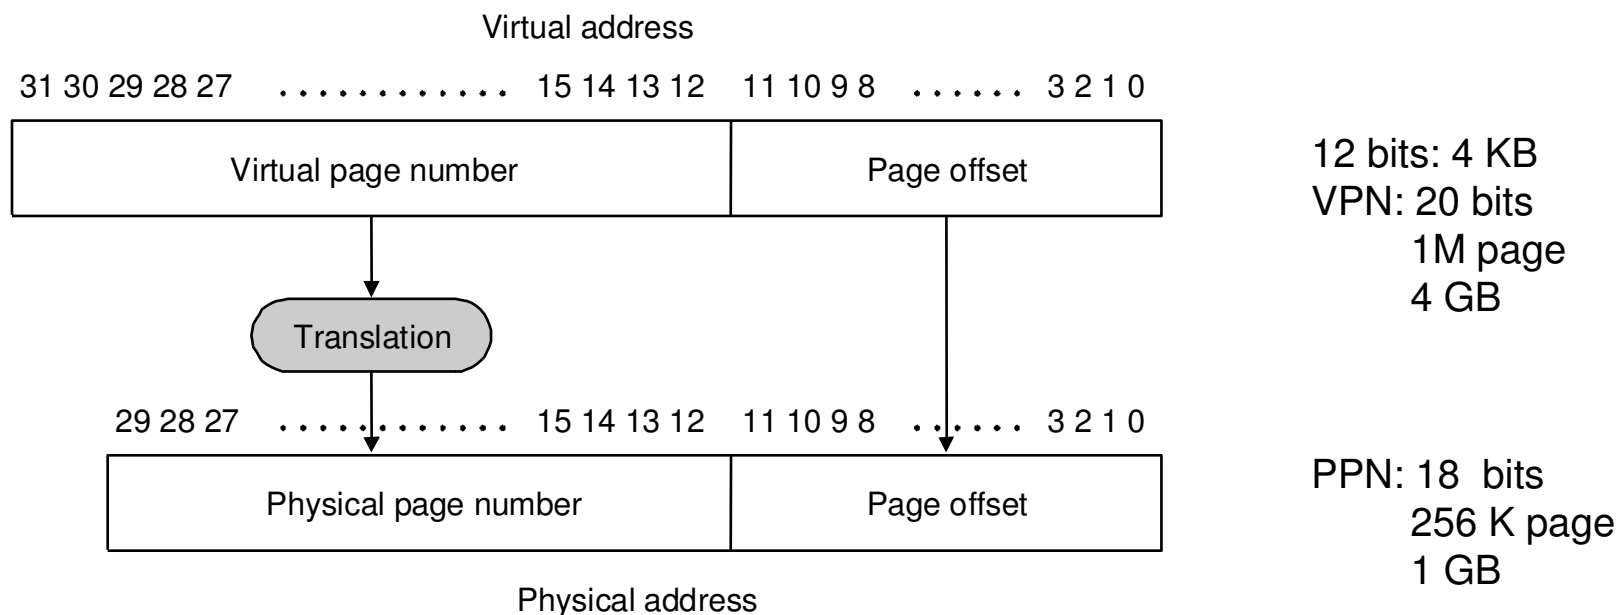 Virtual address
31 30 29 28 27 ............ 15 14 13 12 11 10 9 8 ...... 3 2 1 0
Virtual page number Page offset
12 bits: 4 KB
VPN: 20 bits
1M page
4 GB
Translation
29 28 27 ............ 15 14 13 12 11 10 9 8 ...... 3 2 1 0
Physical page number Page offset
PPN: 18 bits
256 K page
1 GB
Physical address